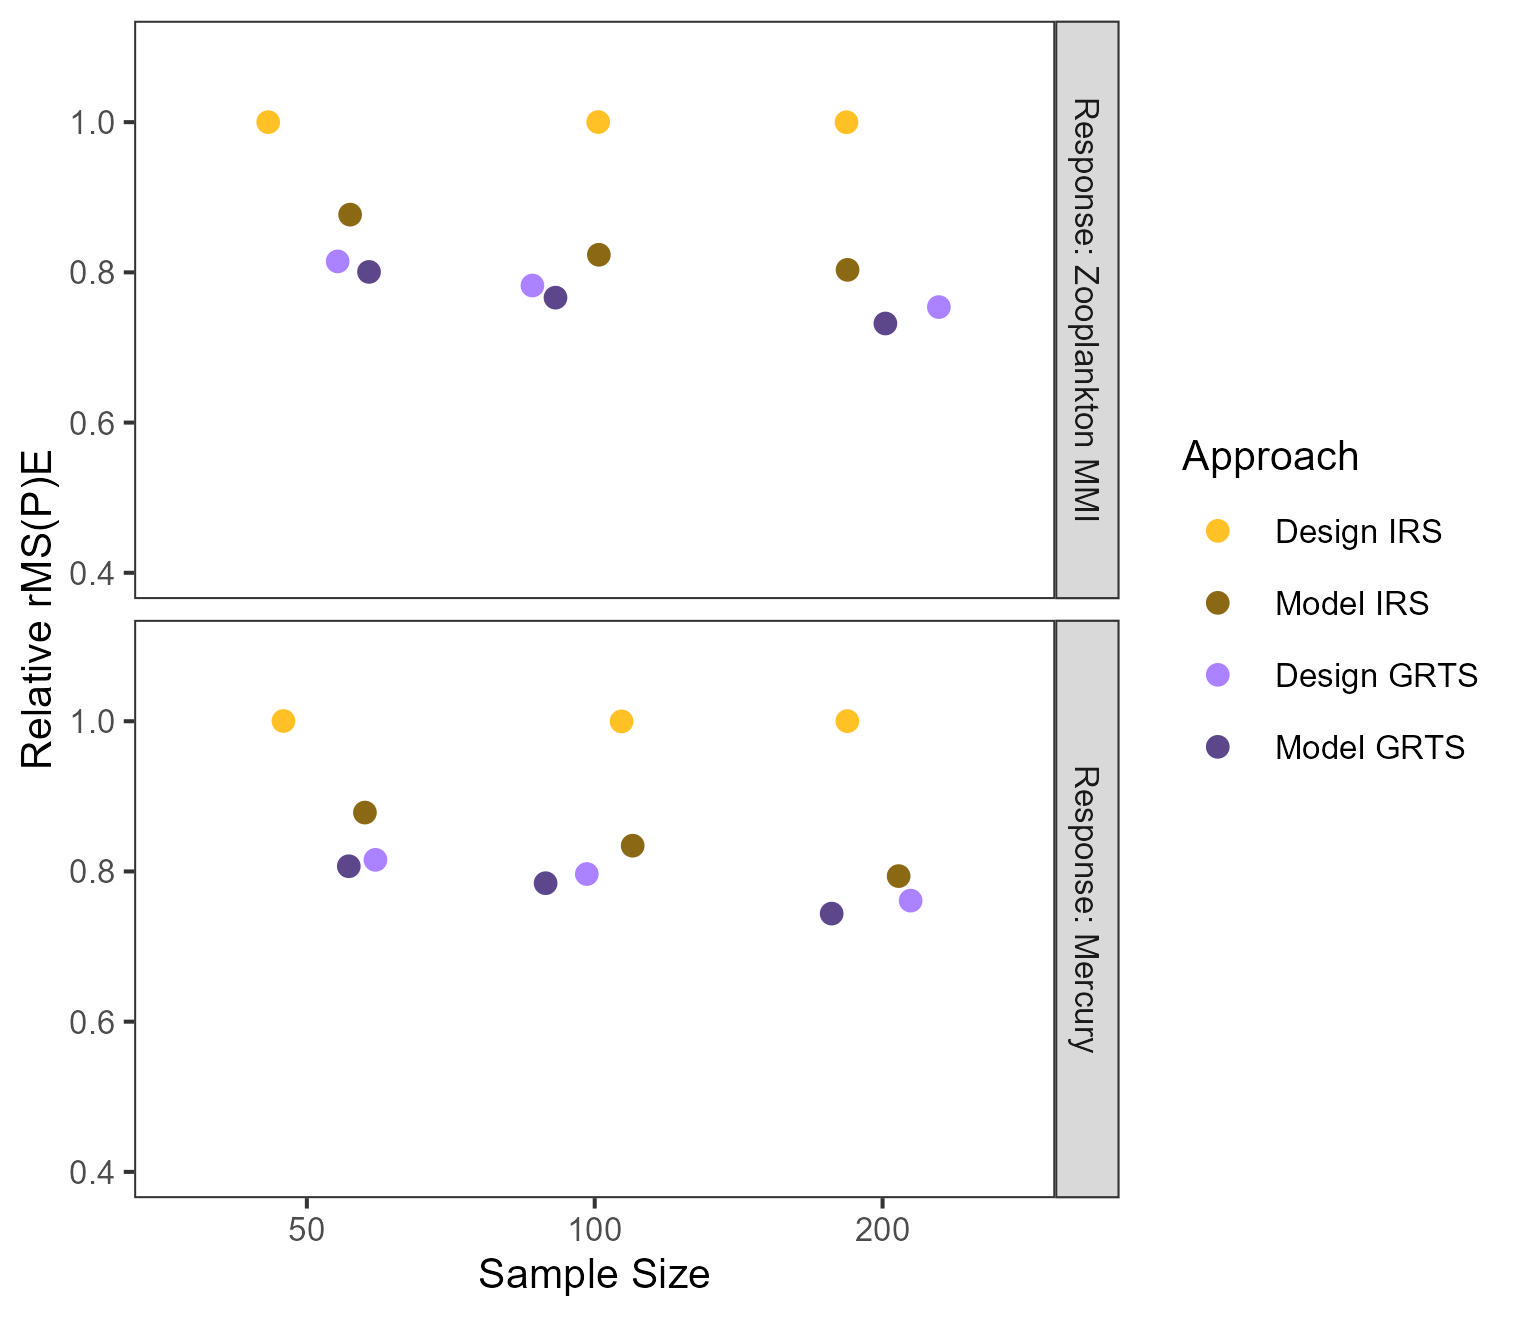 1.0
0.8
0.6
0.4
Response: Zooplankton MMI
1.0
0.8
0.6
0.4
Response: Mercury
Relative rMS(P)E
50
100
200
Sample Size
Approach
Design IRS
Model IRS
Design GRTS
Model GRTS